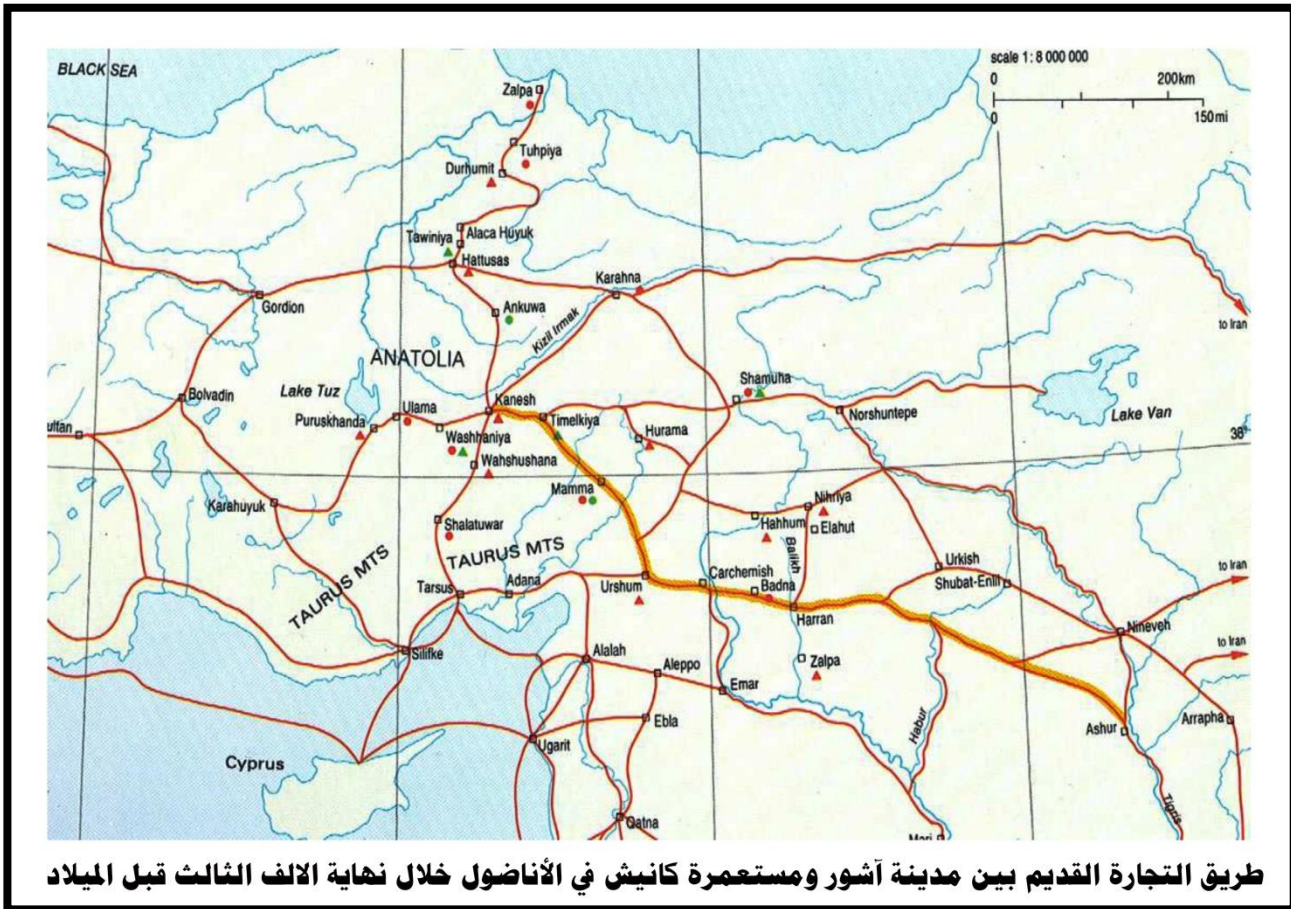 BLACK SEA
scale 1: 8 000 000
0 200km
0 150 mi
Zalpa
Tuhpiya
Durhumit
Alaca Hüyuk
Tawiniya
Hattusas
Karahna
Gordion
to Iran
Ankuwa
Kizil Irmak
ANATOLIA
Shamuha
Lake Tuz
Bolvadin
Kanesh
Ulama
Timelkiya
Norshuntepe
Lake Van
Puruskhanda
Hurama
ultan
Washhaniya
38°
Wahshushana
Mamma
Karahuyuk
Nihriya
Shalatuwar
Hahhum
Elahut
TAURUS MTS
Balikh
TAURUS MTS
Urkish
to Iran
Tarsus
Adana
Urshum
Carchemish
Badna
Shubat-Enlil
Harran
Nineveh
Silifke
Alalah
Aleppo
Zalpa
to Iran
Emar
Ebla
Habur
Ashur
Arrapha
Ugarit
Cyprus
Tigris
Qatna
Mari
طريق التجارة القديم بين مدينة آشور ومستعمرة كانيش في الأناضول خلال نهاية الالف الثالث قبل الميلاد